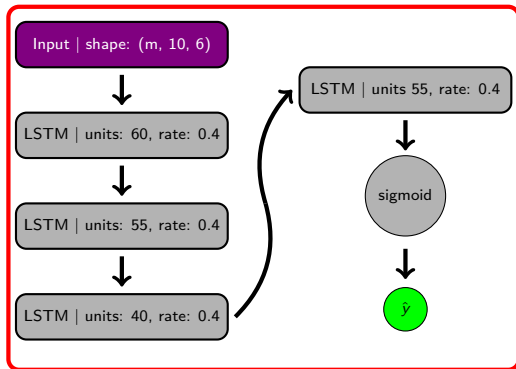 Input | shape: (m, 10, 6)
LSTM | units: 60, rate: 0.4
LSTM | units: 55, rate: 0.4
LSTM | units: 40, rate: 0.4
LSTM | units 55, rate: 0.4
sigmoid
ŷ